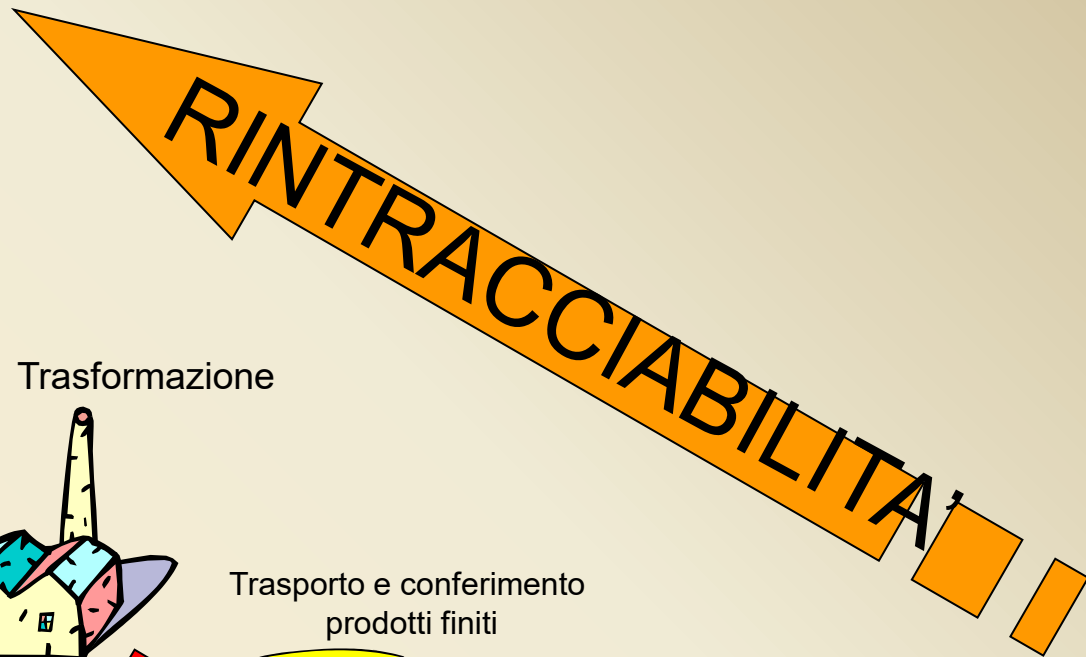 RINTRACCIABILITA’
Trasformazione
Trasporto e conferimento
prodotti finiti